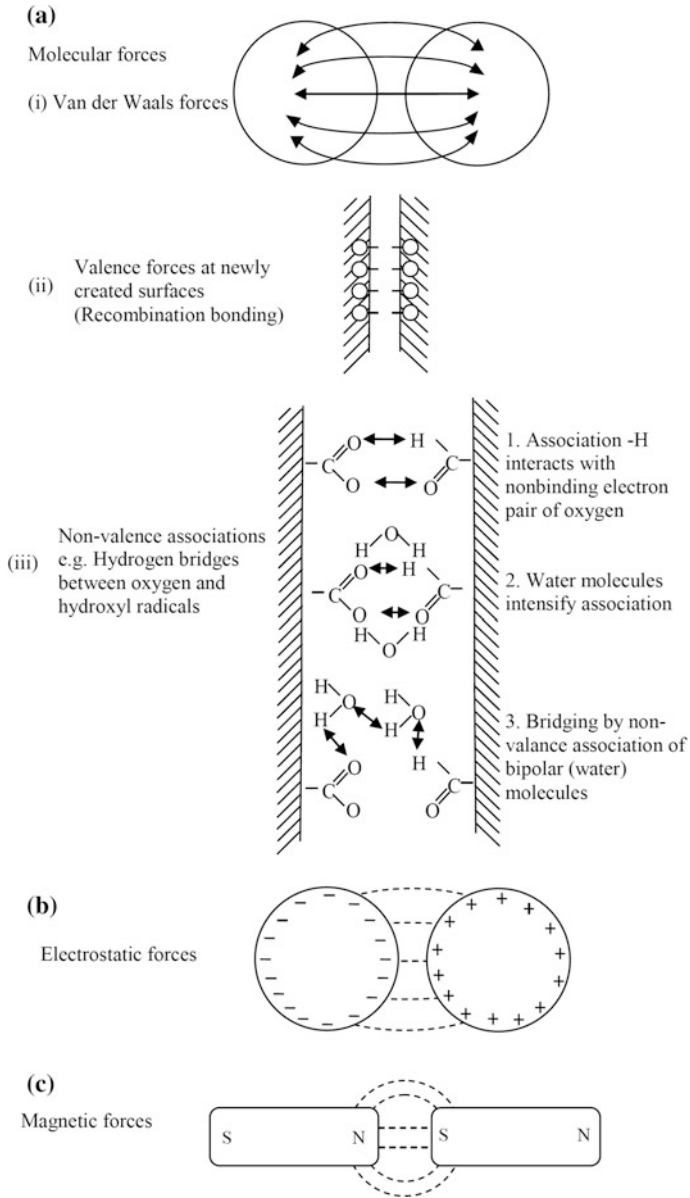 (a)
Molecular forces
(i) Van der Waals forces
(ii)
Valence forces at newly
created surfaces
(Recombination bonding)
(iii)
Non-valence associations
e.g. Hydrogen bridges
between oxygen and
hydroxyl radicals
O H
C C
O O
1. Association -H
interacts with
nonbinding electron
pair of oxygen
O
H H
O H
C C
O O
H H
O
2. Water molecules
intensify association
H H
O O
H H
O H
C C
O O
3. Bridging by non-
valance association of
bipolar (water)
molecules
(b)
Electrostatic forces
− − − − − − − − − − − − − − − −
+ + + + + + + + + + + + + + + +
(c)
Magnetic forces
S N S N